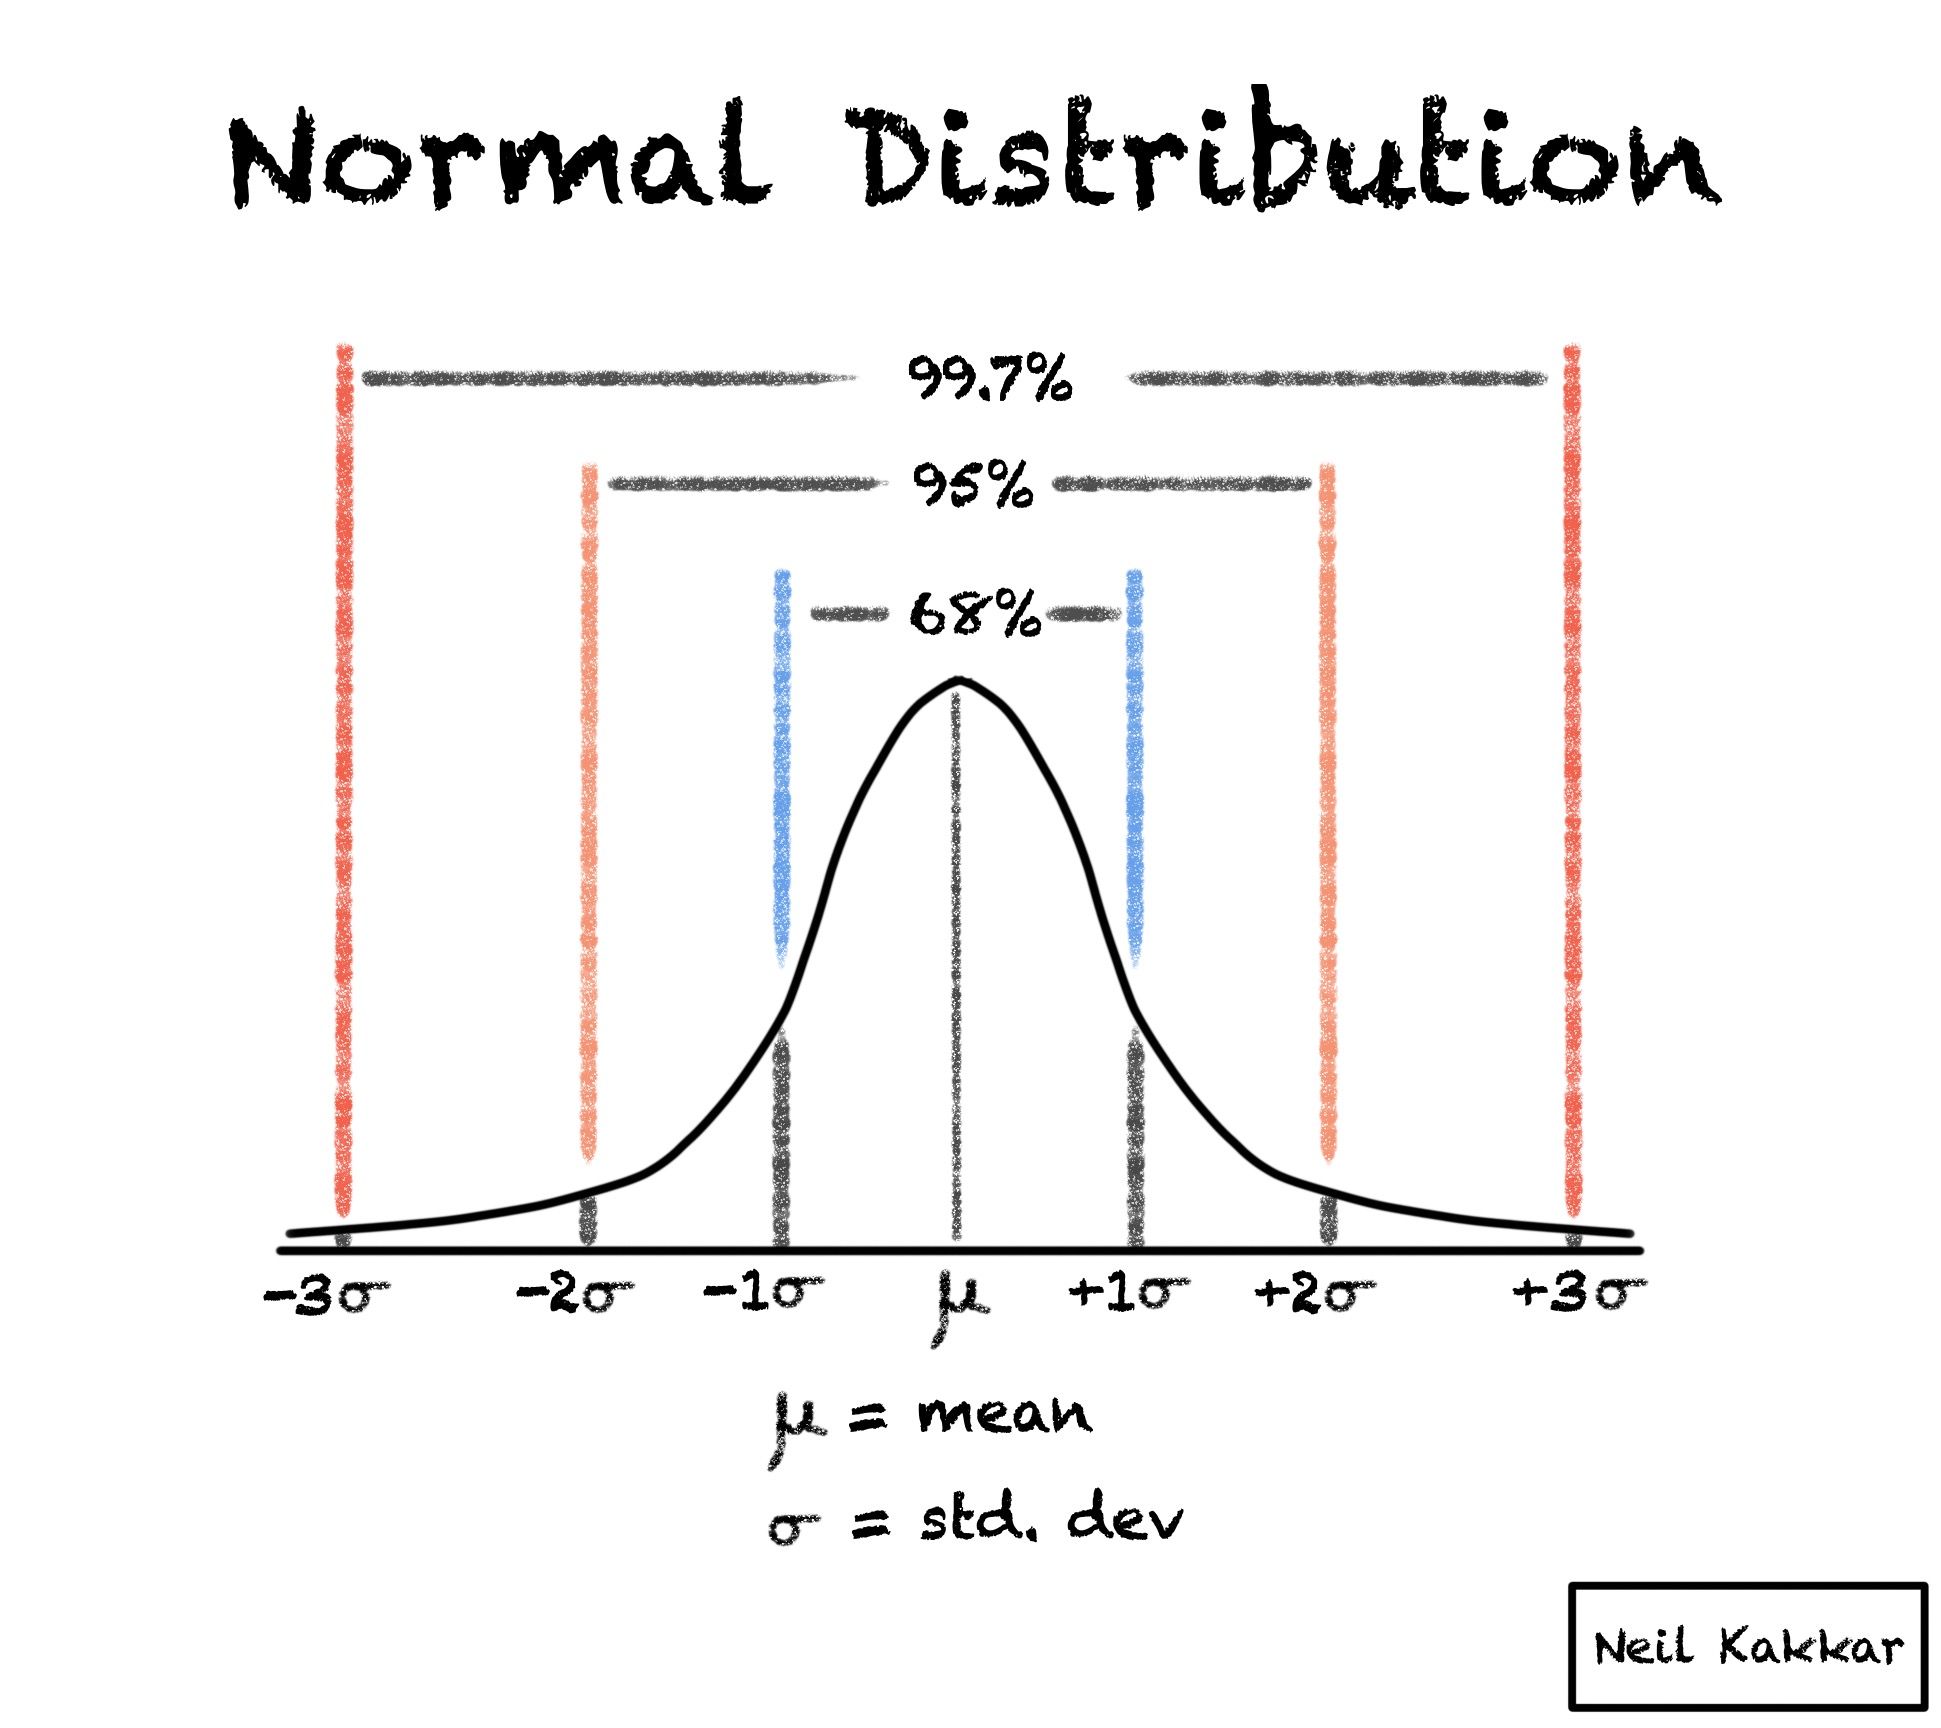 Normal Distribution
99.7%
95%
68%
-3σ -2σ -1σ μ +1σ +2σ +3σ
μ = mean
σ = std. dev
Neil Kakkar